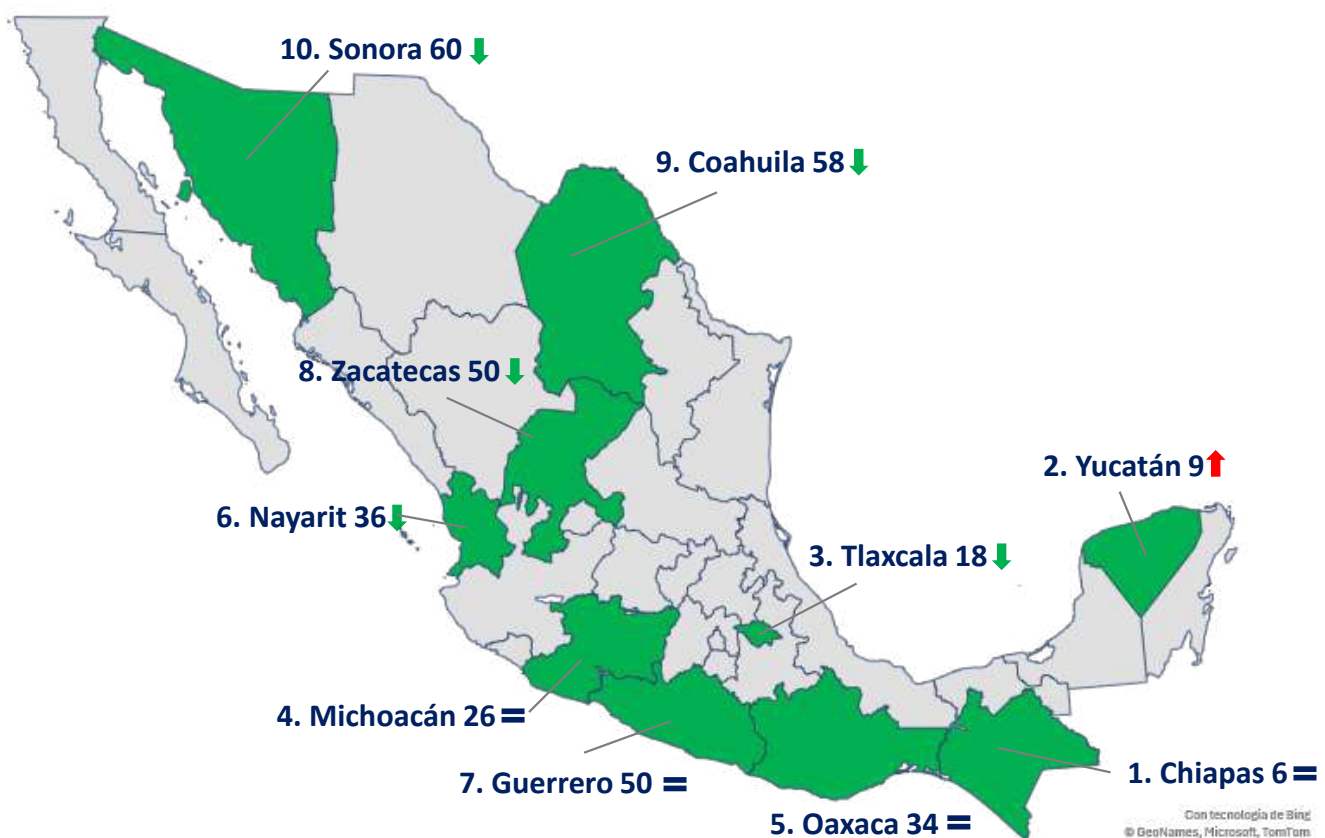 10. Sonora 60
9. Coahuila 58
8. Zacatecas 50
2. Yucatán 9
6. Nayarit 36
3. Tlaxcala 18
4. Michoacán 26 =
7. Guerrero 50 =
1. Chiapas 6 =
5. Oaxaca 34 =
Con tecnología de Bing
© GeoNames, Microsoft, TomTom